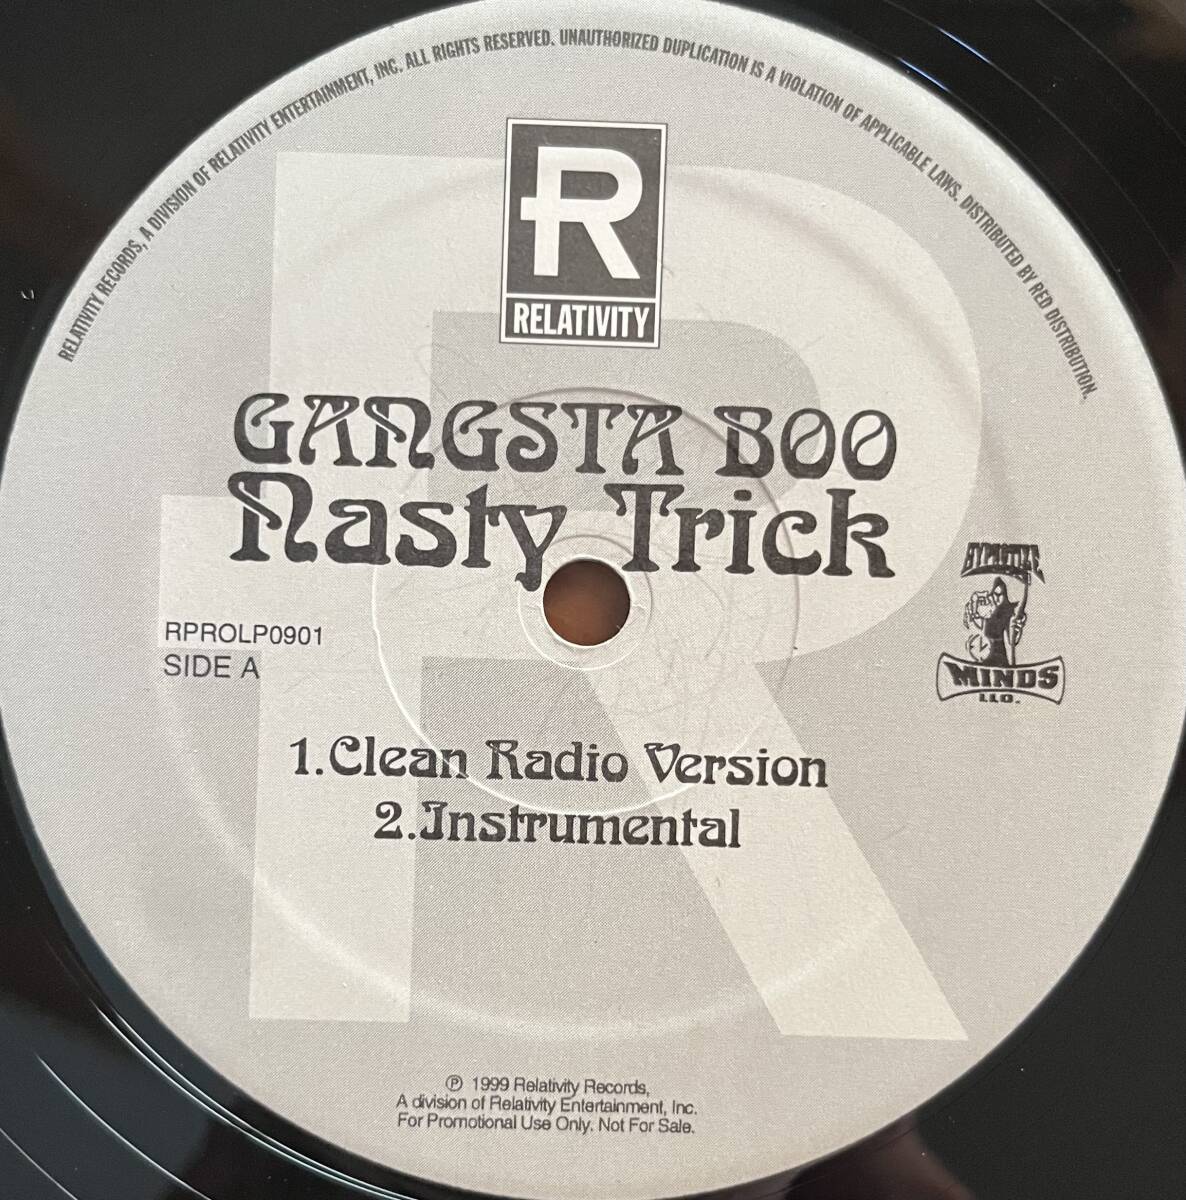 RELATIVITY RECORDS, A DIVISION OF RELATIVITY ENTERTAINMENT, INC. ALL RIGHTS RESERVED. UNAUTHORIZED DUPLICATION IS A VIOLATION OF APPLICABLE LAWS. DISTRIBUTED BY RED DISTRIBUTION.
R
RELATIVITY
GANGSTA BOO
Nasty Trick
HYPNOTIZE
MINDS
LLC.
RPROLP0901
SIDE A
1.Clean Radio Version
2.Instrumental
℗ 1999 Relativity Records,
A division of Relativity Entertainment, Inc.
For Promotional Use Only. Not For Sale.